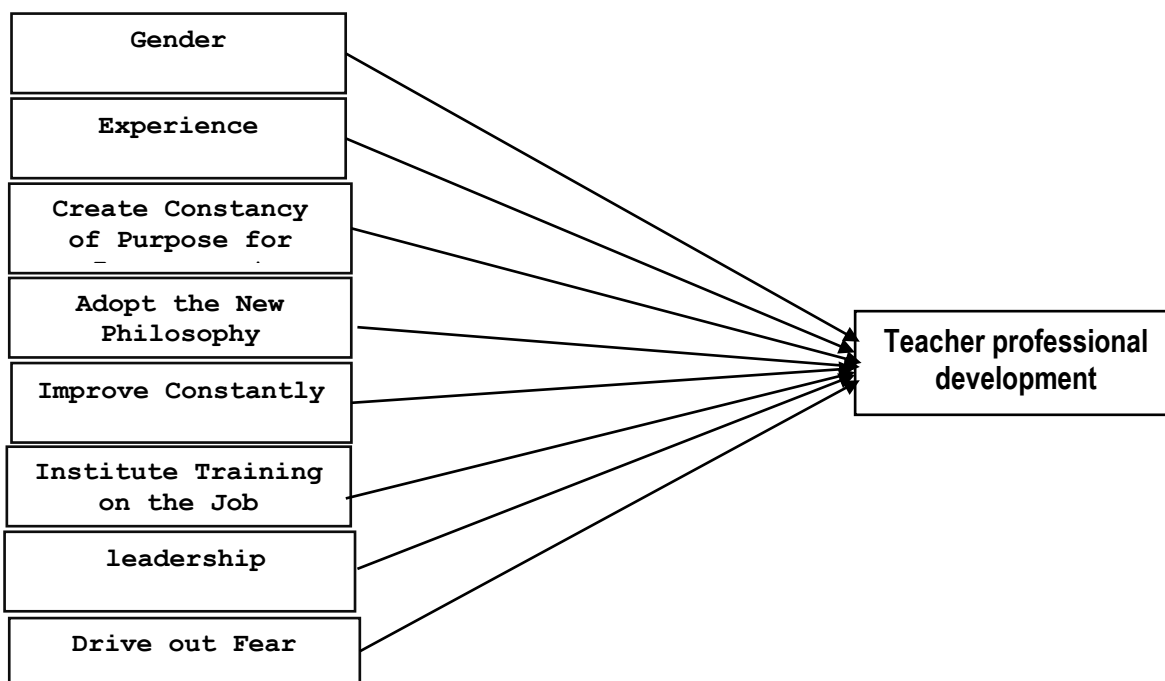 Gender
Experience
Create Constancy
of Purpose for
Adopt the New
Philosophy
Improve Constantly
Institute Training
on the Job
leadership
Drive out Fear
Teacher professional
development